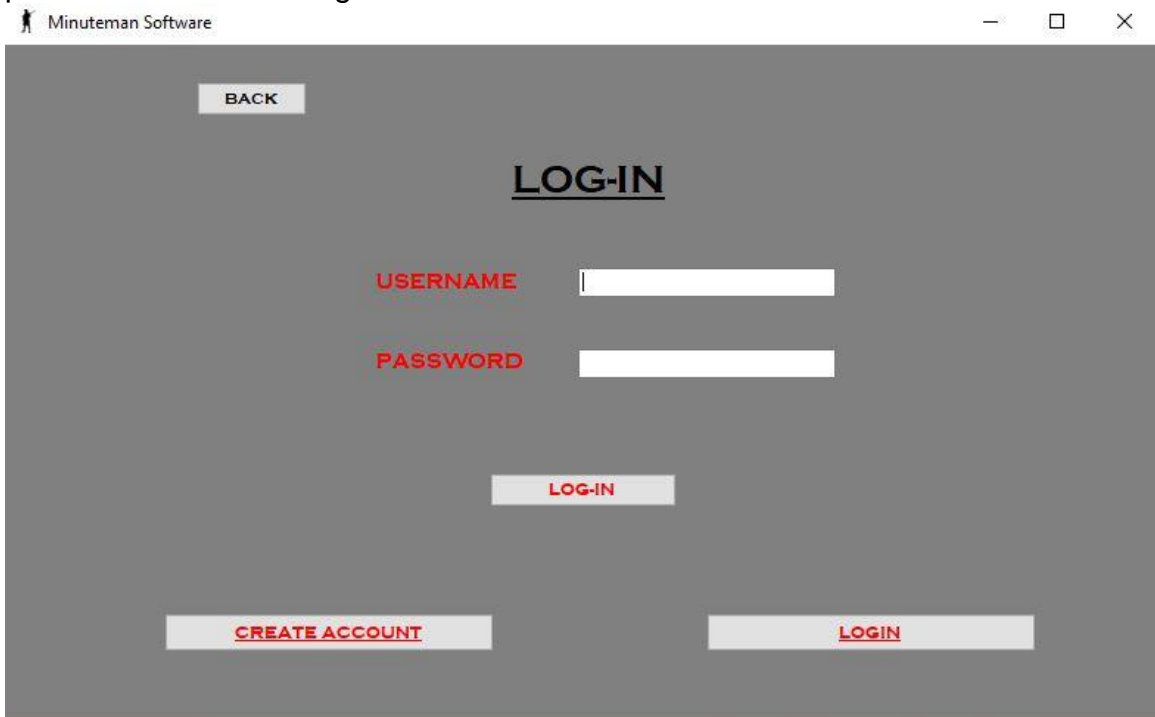 Minuteman Software
BACK
LOG-IN
USERNAME
PASSWORD
LOG-IN
CREATE ACCOUNT
LOGIN